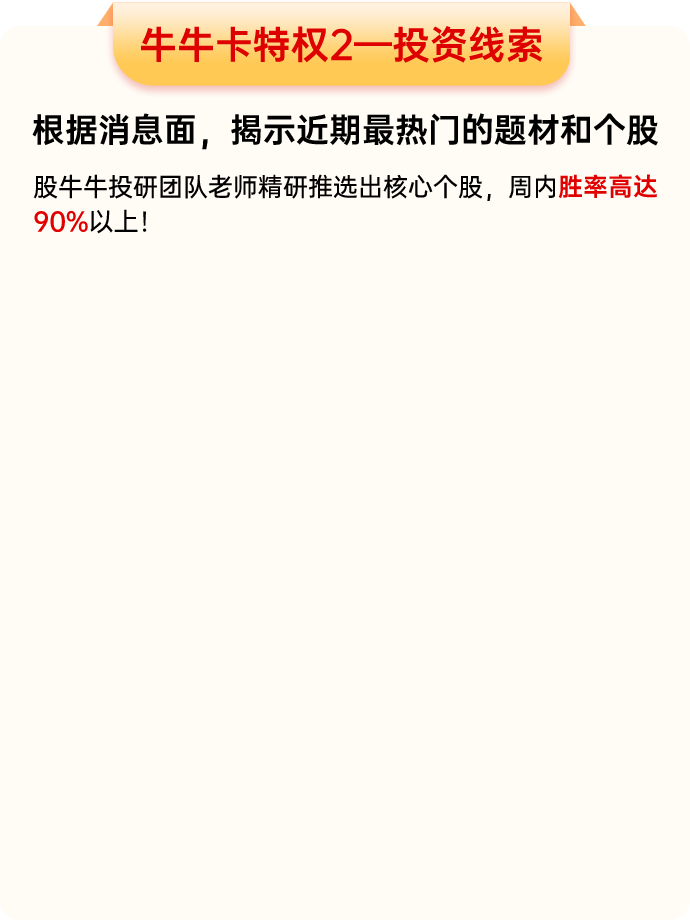 牛牛卡特权2—投资线索
根据消息面，揭示近期最热门的题材和个股
股牛牛投研团队老师精研推选出核心个股，周内胜率高达
90%以上！